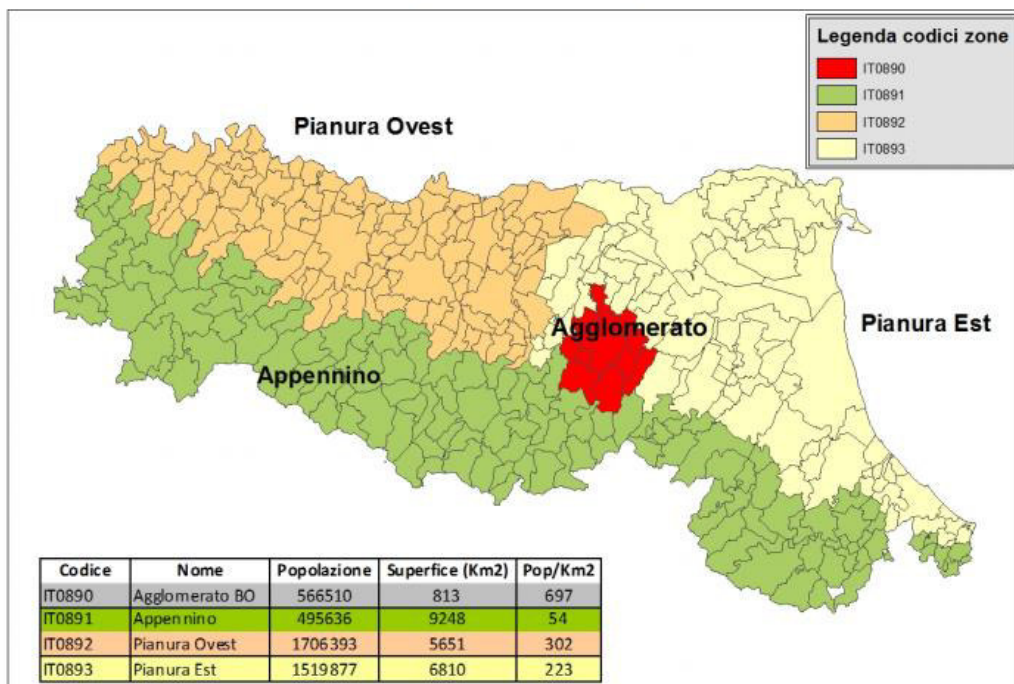 Legenda codici zone
IT0890
IT0891
IT0892
IT0893
Pianura Ovest
Agglomerato
Pianura Est
Appennino
Codice Nome Popolazione Superfice (Km2) Pop/Km2
IT0890 Agglomerato BO 566510 813 697
IT0891 Appennino 495636 9248 54
IT0892 Pianura Ovest 1706393 5651 302
IT0893 Pianura Est 1519877 6810 223